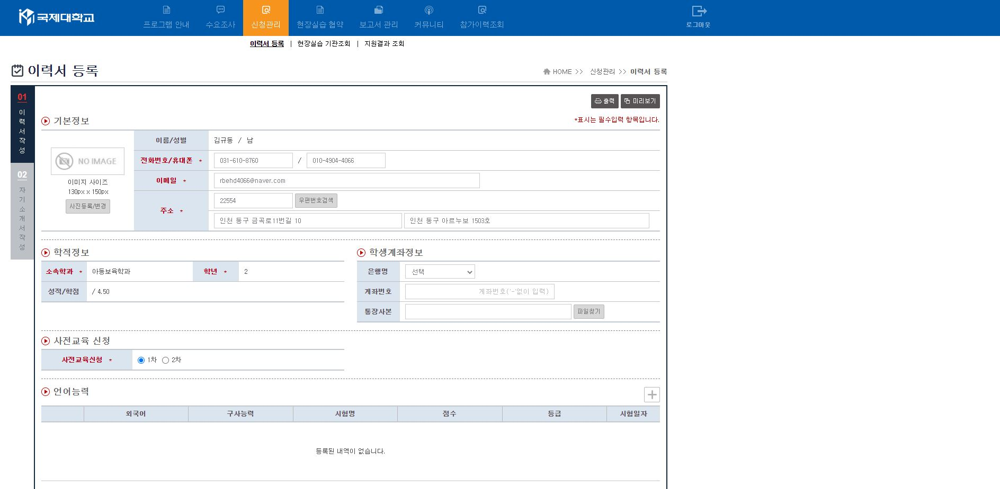 국제대학교
프로그램 안내 수요조사 신청관리 현장실습 협약 보고서 관리 커뮤니티 참가이력조회 로그아웃
이력서 등록 | 현장실습 기관조회 | 지원결과 조회
이력서 등록
HOME >> 신청관리 >> 이력서 등록
01 이력서작성
02 자기소개서작성
출력 미리보기
기본정보
*표시는 필수입력 항목입니다.
NO IMAGE
이미지 사이즈
130px x 150px
사진등록/변경
이름/성별 김규동 / 남
전화번호/휴대폰 * 031-610-8760 / 010-4904-4066
이메일 * rbehd4066@naver.com
주소 * 22554 우편번호검색
인천 동구 금곡로11번길 10 인천 동구 아르누보 1503호
학적정보
소속학과 * 아동보육학과 학년 * 2
성적/학점 / 4.50
학생계좌정보
은행명 선택
계좌번호 계좌번호('-'없이 입력)
통장사본 파일찾기
사전교육 신청
사전교육신청 * 1차 2차
언어능력
외국어 구사능력 시험명 점수 등급 시험일자
등록된 내역이 없습니다.